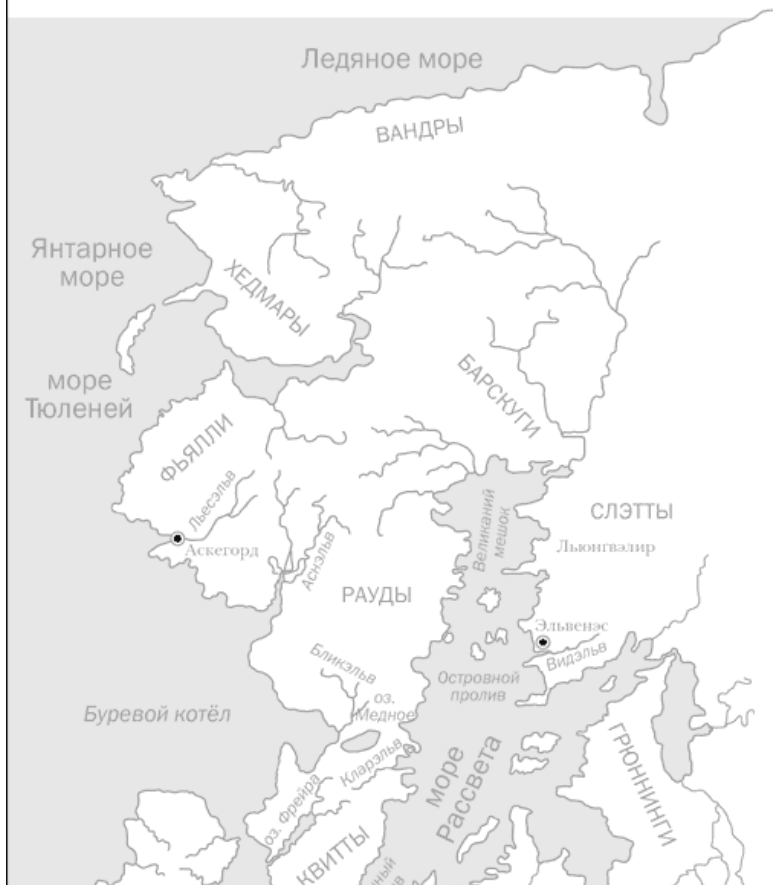 Ледяное море
ВАНДРЫ
Янтарное
море
ХЕДМАРЫ
море
Тюленей
БАРСКУГИ
ФЬЯЛЛИ
Льесэльв
Аскегорд
Великаний
мешок
СЛЭТТЫ
Льюнгвэлир
Аснэльв
РАУДЫ
Эльвенэс
Видэльв
Бликэльв
Островной
пролив
оз.
Медное
Буревой котёл
море
Рассвета
ГРЮННИНГИ
Кларэльв
оз. Фрейра
КВИТТЫ